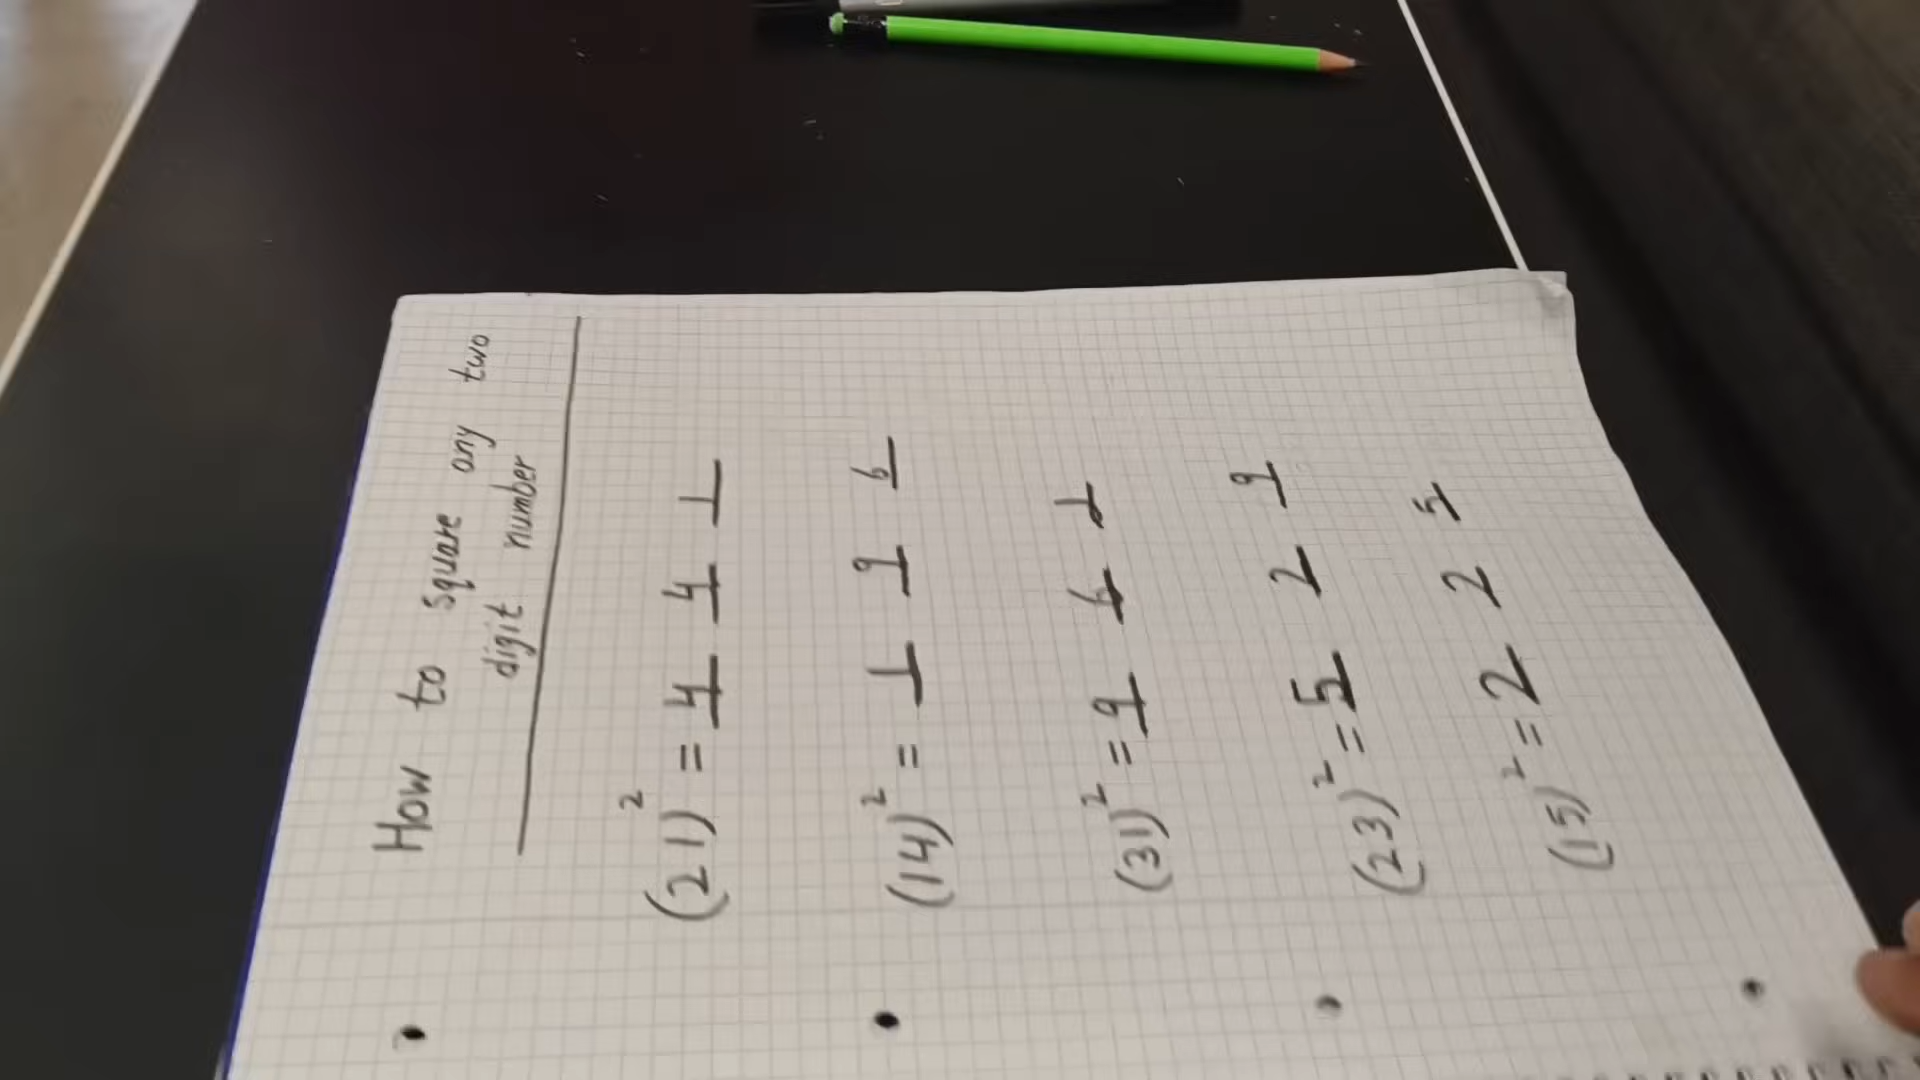 How to square any two
digit number
(21)² = 4 4 1
(14)² = 1 9 6
(31)² = 9 6 1
(23)² = 5 2 9
(15)² = 2 2 5